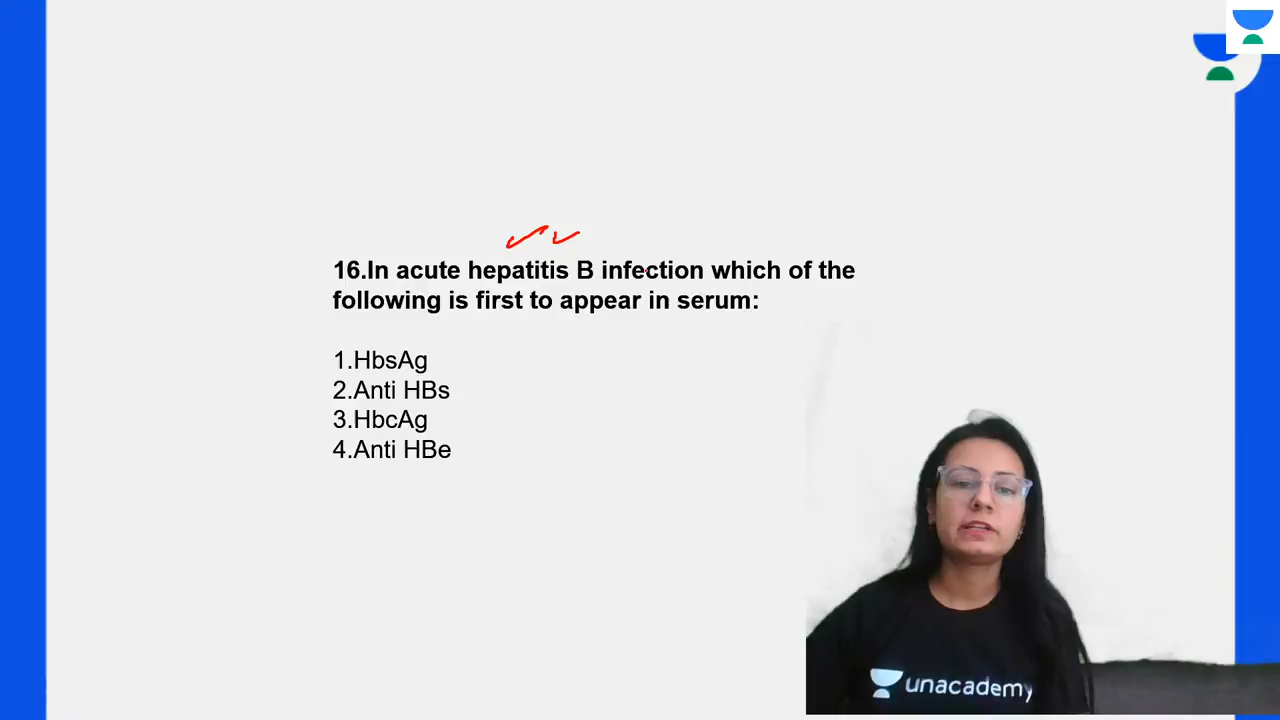 16.In acute hepatitis B infection which of the
following is first to appear in serum:
1.HbsAg
2.Anti HBs
3.HbcAg
4.Anti HBe
unacademy